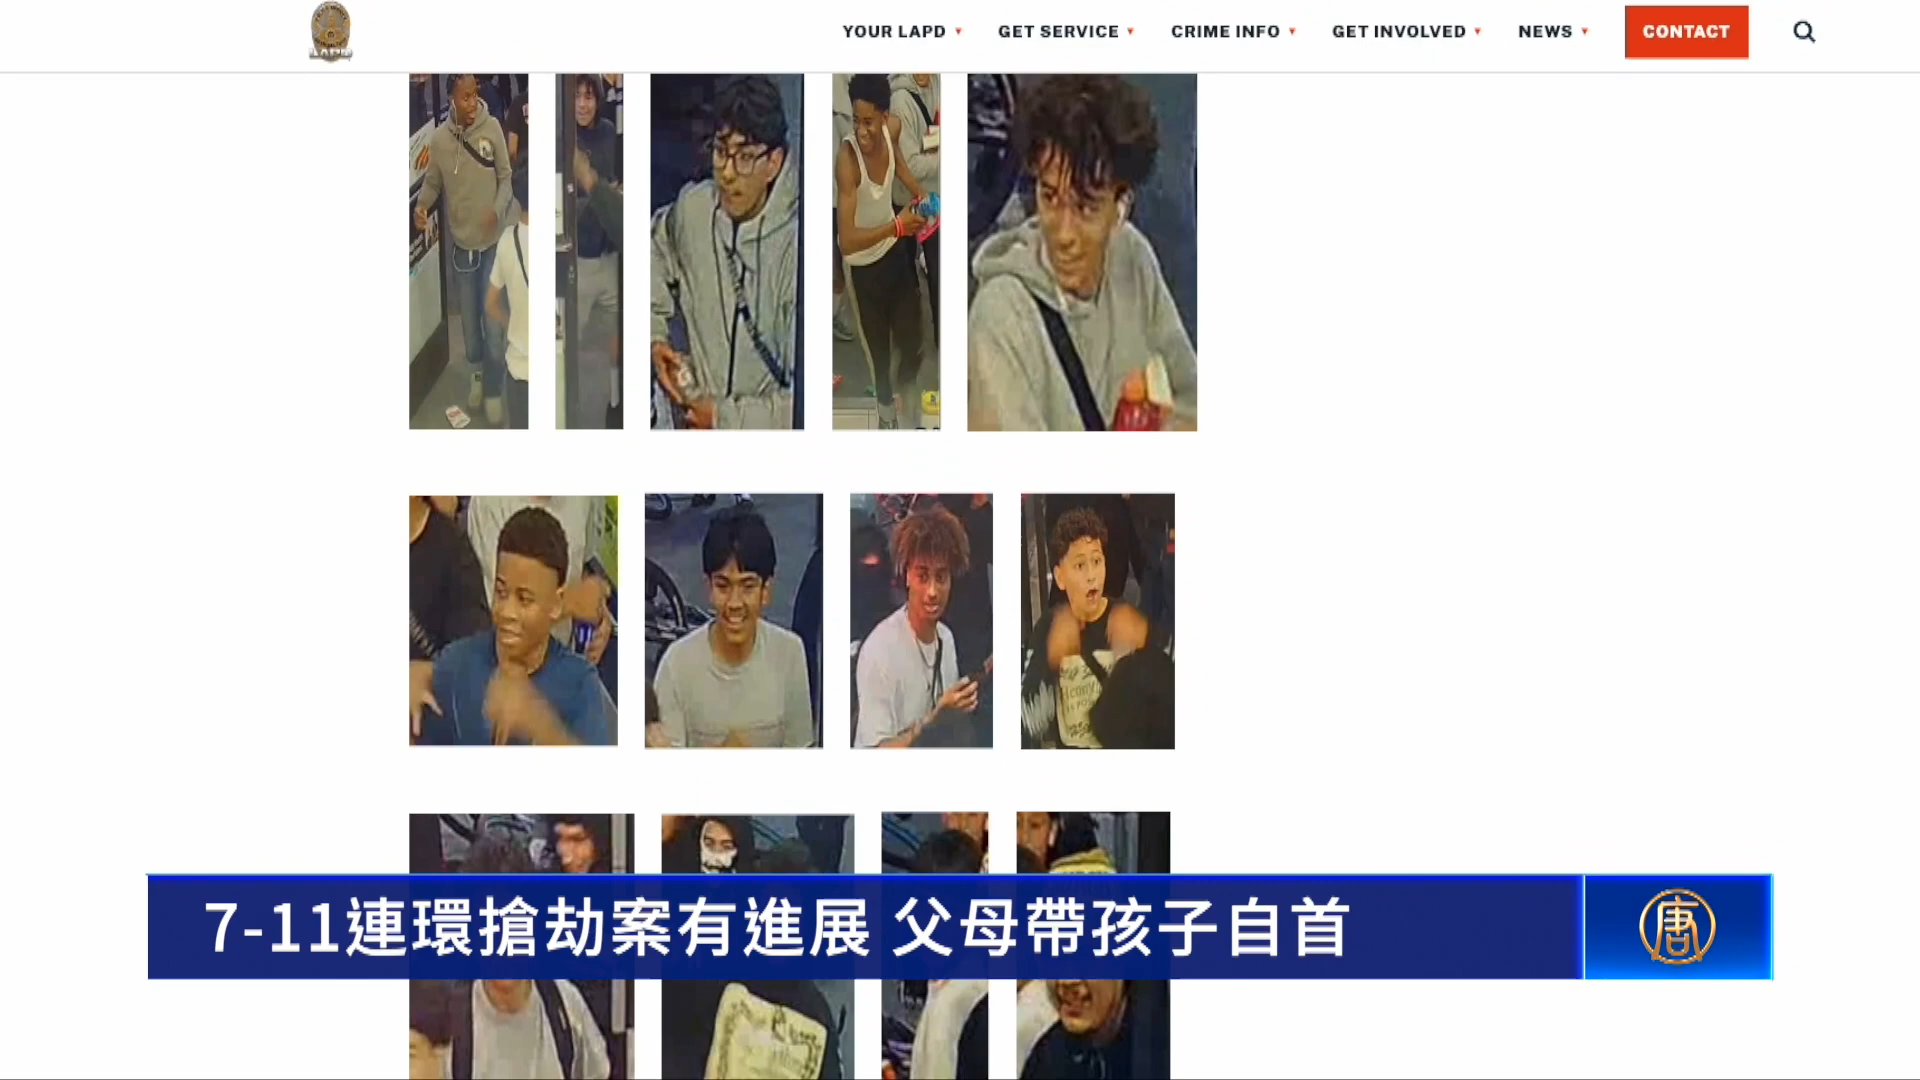 YOUR LAPD
GET SERVICE
CRIME INFO
GET INVOLVED
NEWS
CONTACT
7-11連環搶劫案有進展 父母帶孩子自首
唐